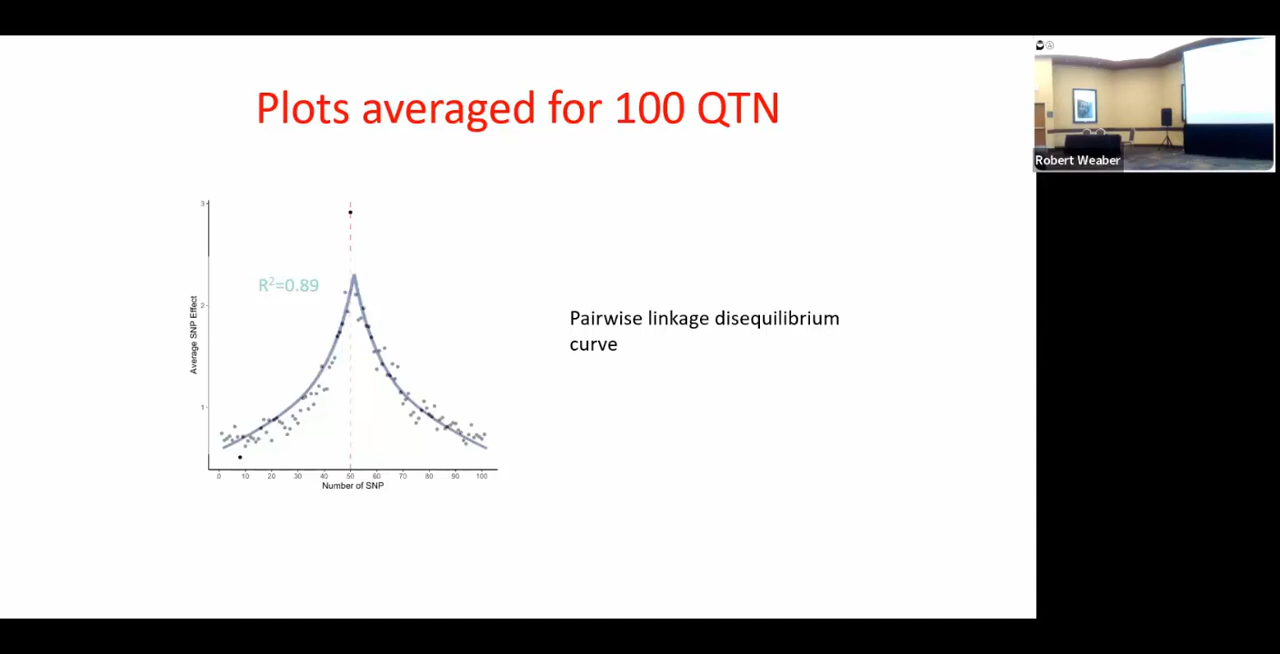 Plots averaged for 100 QTN
Robert Weaber
3
R²=0.89
2
Average SNP Effect
1
0 10 20 30 40 50 60 70 80 90 100
Number of SNP
Pairwise linkage disequilibrium
curve